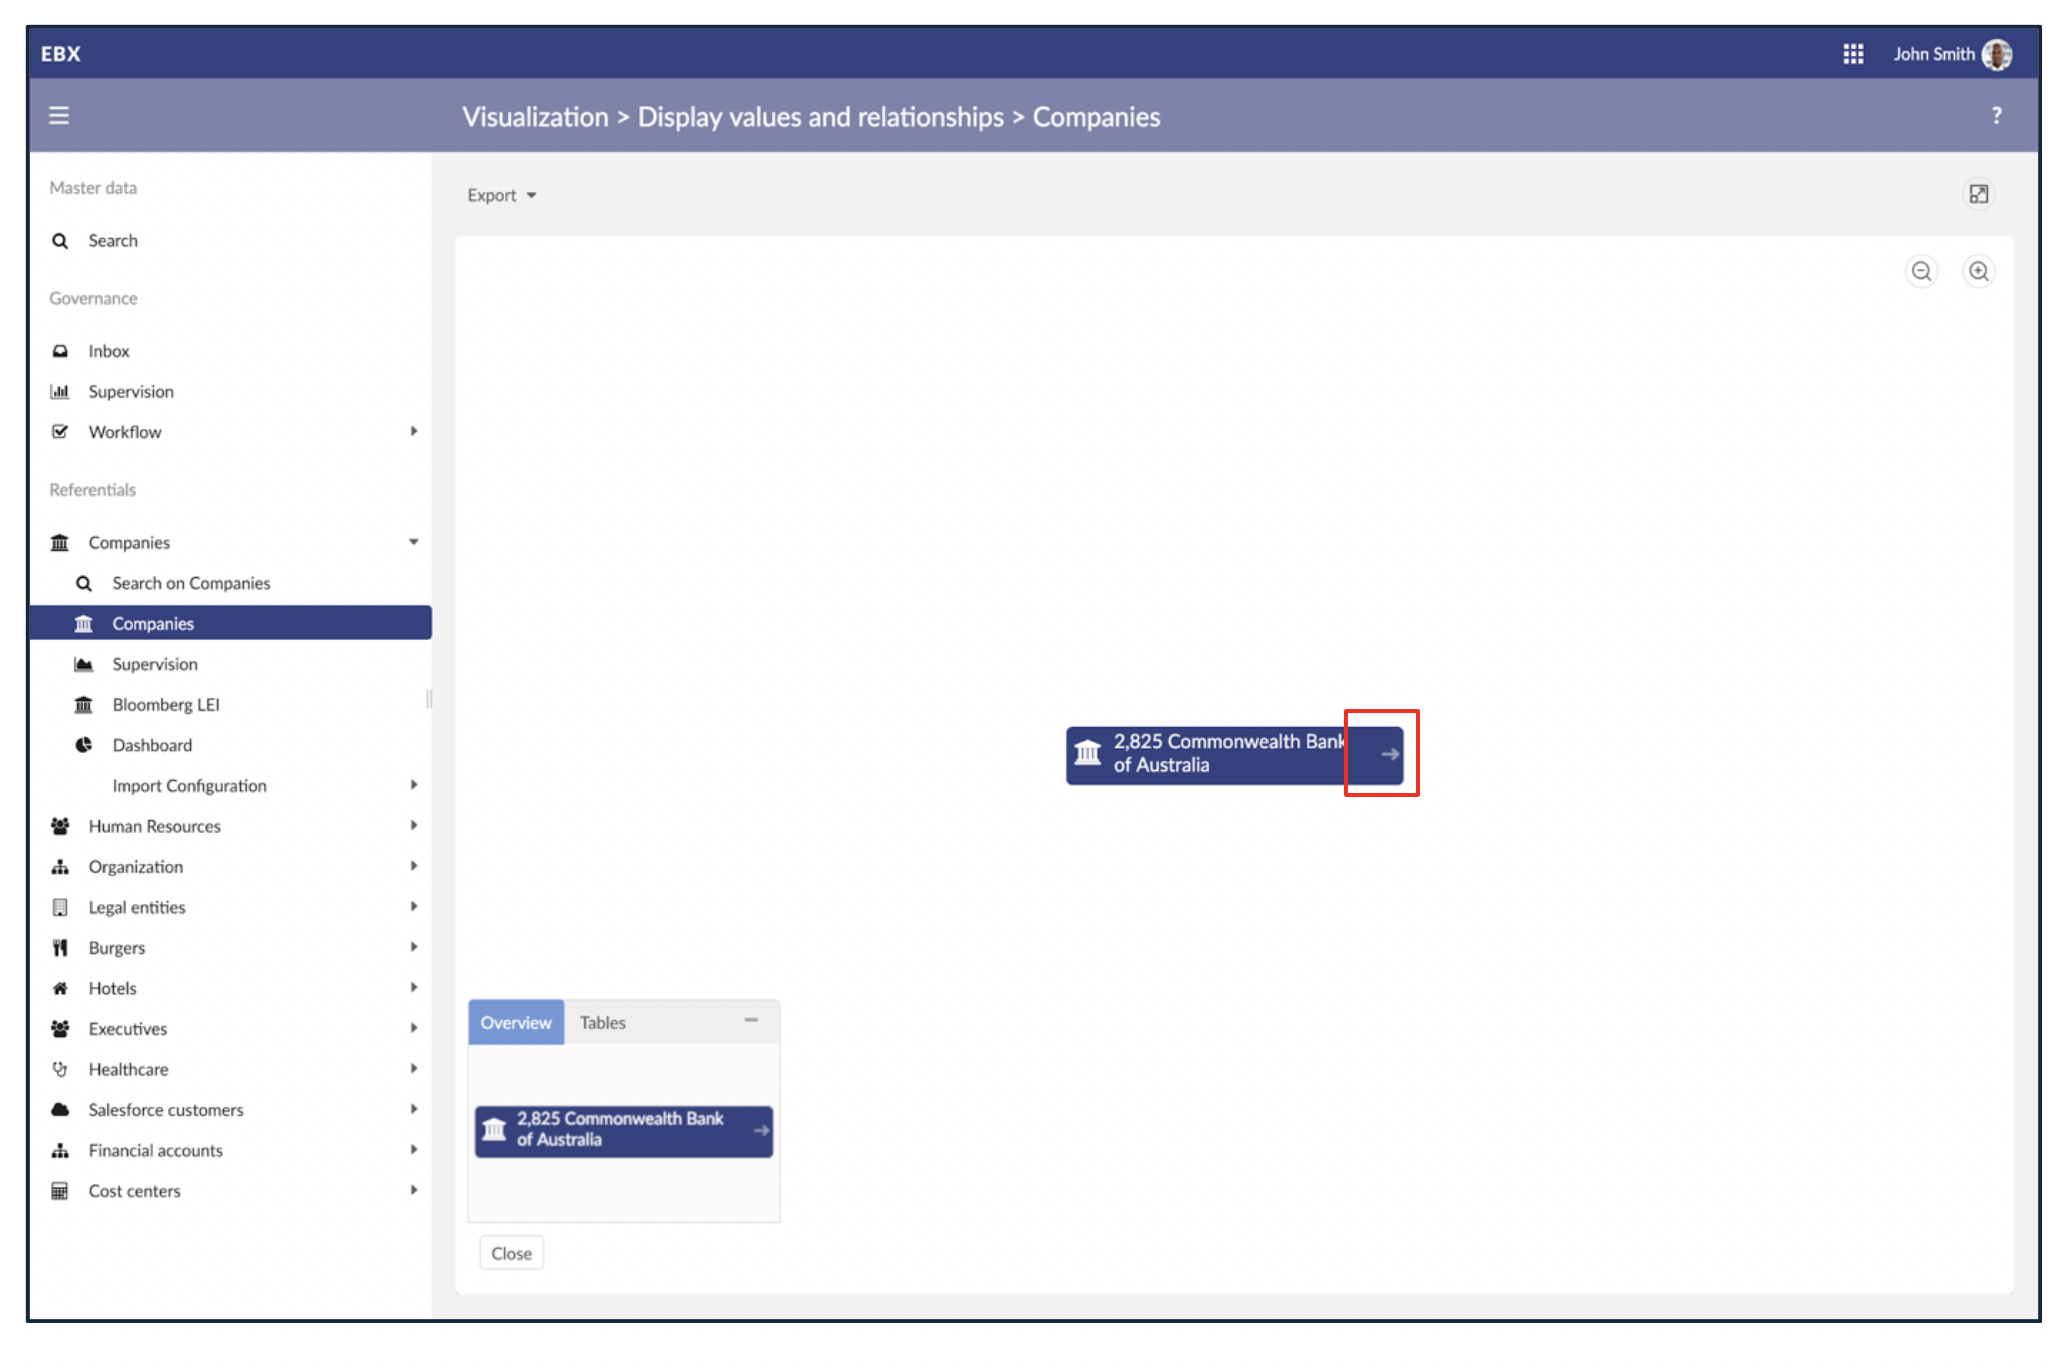 EBX
John Smith
Visualization > Display values and relationships > Companies
?
Master data
Search
Governance
Inbox
Supervision
Workflow
Referentials
Companies
Search on Companies
Companies
Supervision
Bloomberg LEI
Dashboard
Import Configuration
Human Resources
Organization
Legal entities
Burgers
Hotels
Executives
Healthcare
Salesforce customers
Financial accounts
Cost centers
Export
2,825 Commonwealth Bank
of Australia
Overview
Tables
2,825 Commonwealth Bank
of Australia
Close